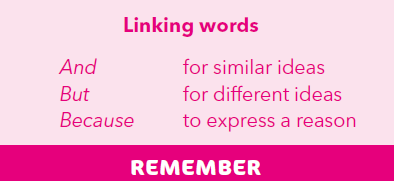 Linking words
And for similar ideas
But for different ideas
Because to express a reason
REMEMBER